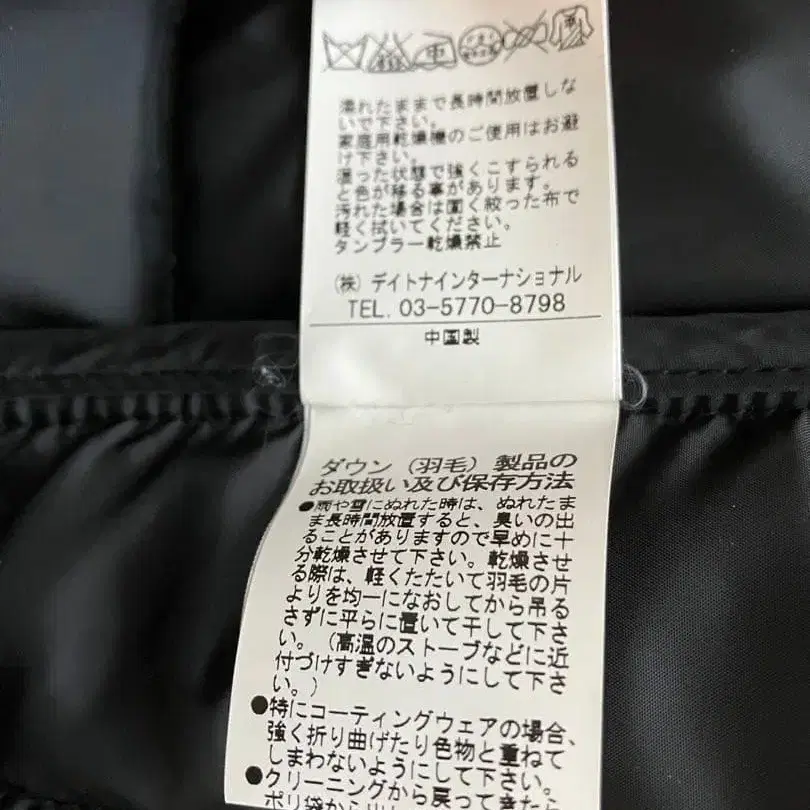 濡れたままで長時間放置しな
いで下さい。
家庭用乾燥機のご使用はお避
け下さい。
湿った状態で強くこすられる
と色が移る事があります。
汚れた場合は固く絞った布で
軽く拭いてください。
タンブラー乾燥禁止
(株) デイトナインターナショナル
TEL. 03-5770-8798
中国製
ダウン (羽毛) 製品の
お取扱い及び保存方法
●雨や雪にぬれた時は、ぬれたま
ま長時間放置すると、臭いの出
ることがありますので早めに十
分乾燥させて下さい。乾燥させ
る際は、軽くたたいて羽毛の片
よりを均一になおしてから吊る
さずに平らに置いて干して下さ
い。(高温のストーブなどに近
付づけすぎないようにして下さ
い。)
●特にコーティングウェアの場合、
強く折り曲げたり色物と重ねて
しまわないようにして下さい。
●クリーニングから戻ってきたら
ポリ袋から